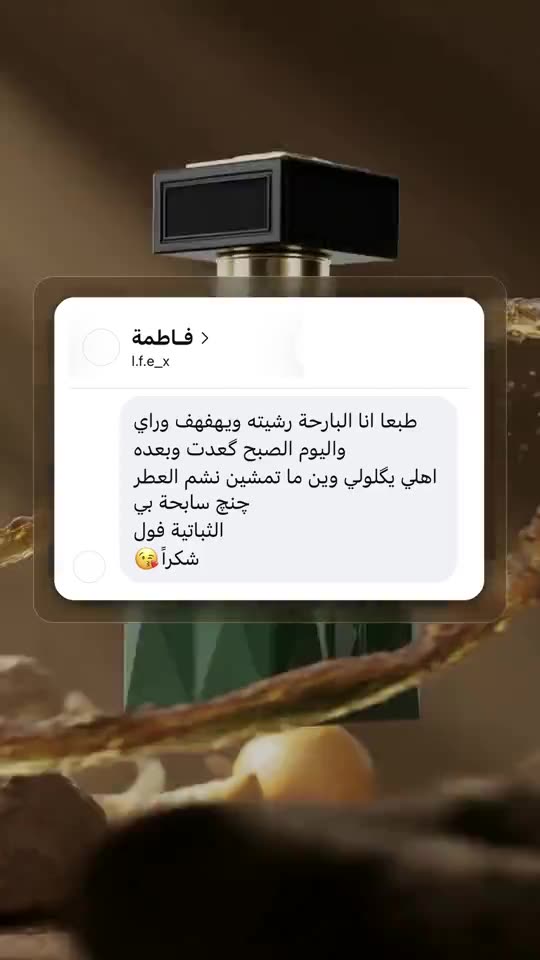 فـاطمة
l.f.e_x
طبعا انا البارحة رشيته ويهفهف وراي
واليوم الصبح گعدت وبعده
اهلي يگلولي وين ما تمشين نشم العطر
چنچ سابحة بي
الثباتية فول
شكراً😘